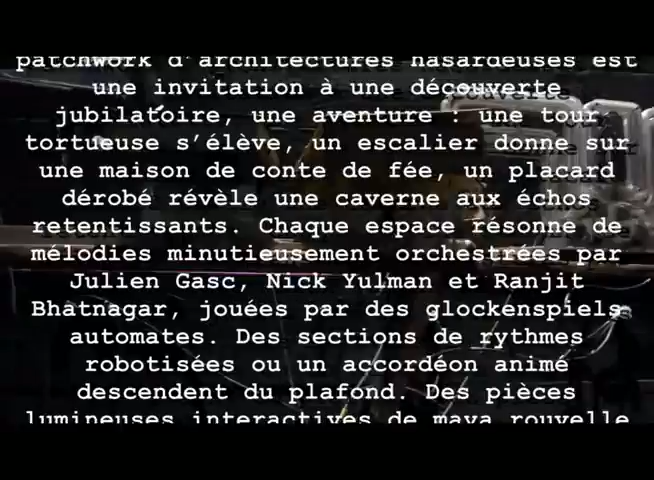 patchwork d'architectures hasardeuses est
une invitation à une découverte
jubilatoire, une aventure : une tour
tortueuse s'élève, un escalier donne sur
une maison de conte de fée, un placard
dérobé révèle une caverne aux échos
retentissants. Chaque espace résonne de
mélodies minutieusement orchestrées par
Julien Gasc, Nick Yulman et Ranjit
Bhatnagar, jouées par des glockenspiels
automates. Des sections de rythmes
robotisées ou un accordéon animé
descendent du plafond. Des pièces
lumineuses interactives de maya rouvelle